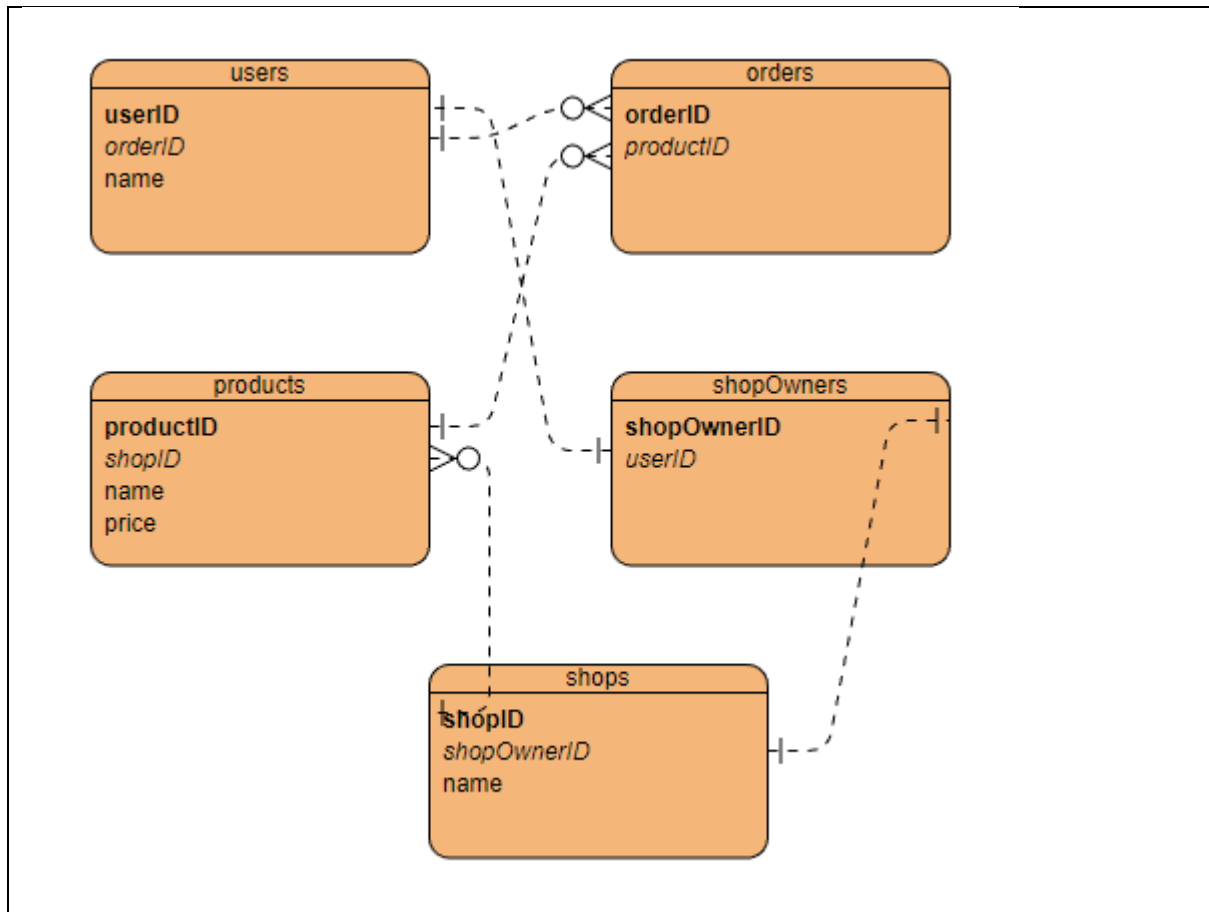 users
userID
orderID
name
orders
orderID
productID
products
productID
shopID
name
price
shopOwners
shopOwnerID
userID
shops
shopID
shopOwnerID
name